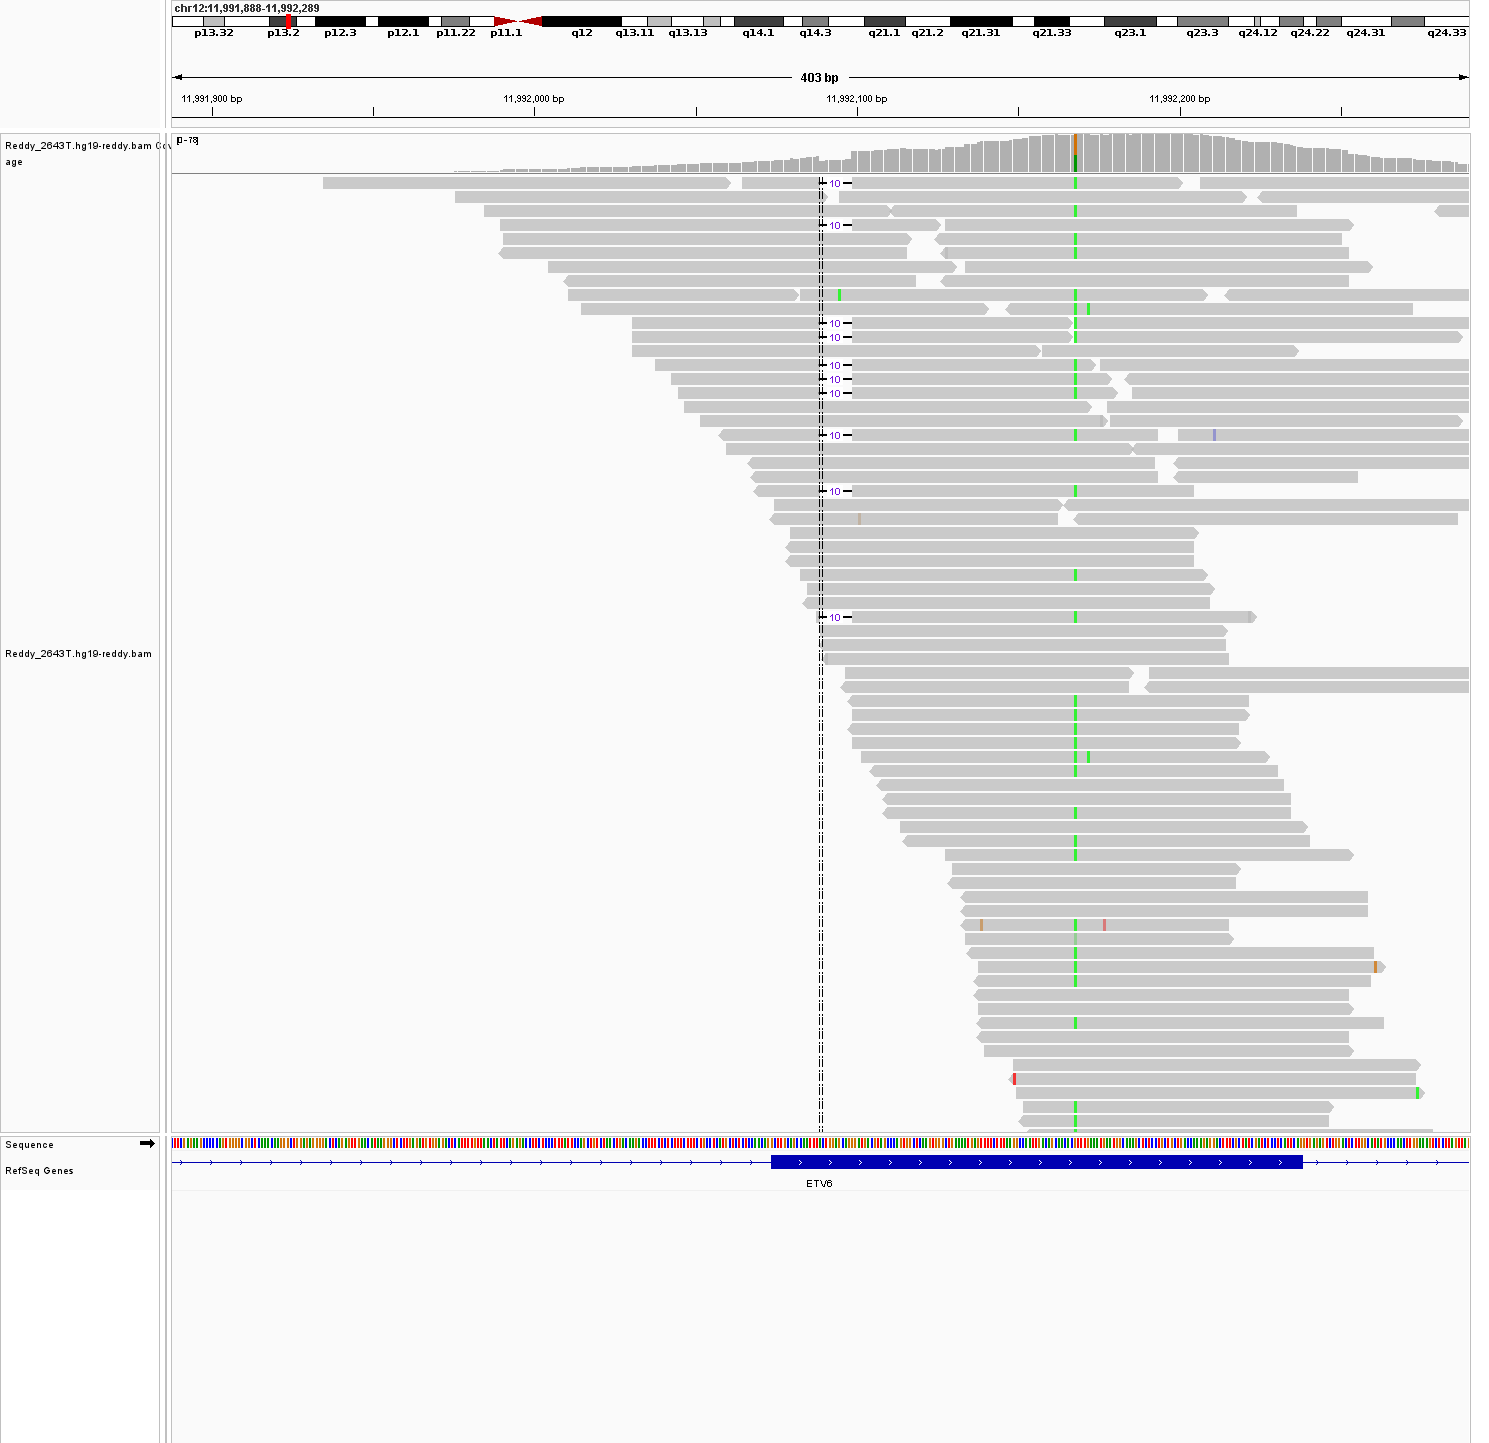 chr12:11,991,888-11,992,289
p13.32 p13.2 p12.3 p12.1 p11.22 p11.1 q12 q13.11 q13.13 q14.1 q14.3 q21.1 q21.2 q21.31 q21.33 q23.1 q23.3 q24.12 q24.22 q24.31 q24.33
403 bp
11,991,900 bp 11,992,000 bp 11,992,100 bp 11,992,200 bp
Reddy_2643T.hg19-reddy.bam Cov
age
[0-78]
10
10
10
10
10
10
10
10
10
10
Reddy_2643T.hg19-reddy.bam
Sequence
RefSeq Genes
ETV6